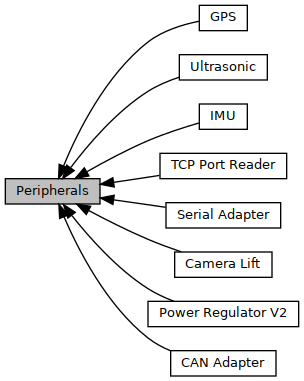 GPS
Ultrasonic
IMU
TCP Port Reader
Peripherals
Serial Adapter
Camera Lift
Power Regulator V2
CAN Adapter